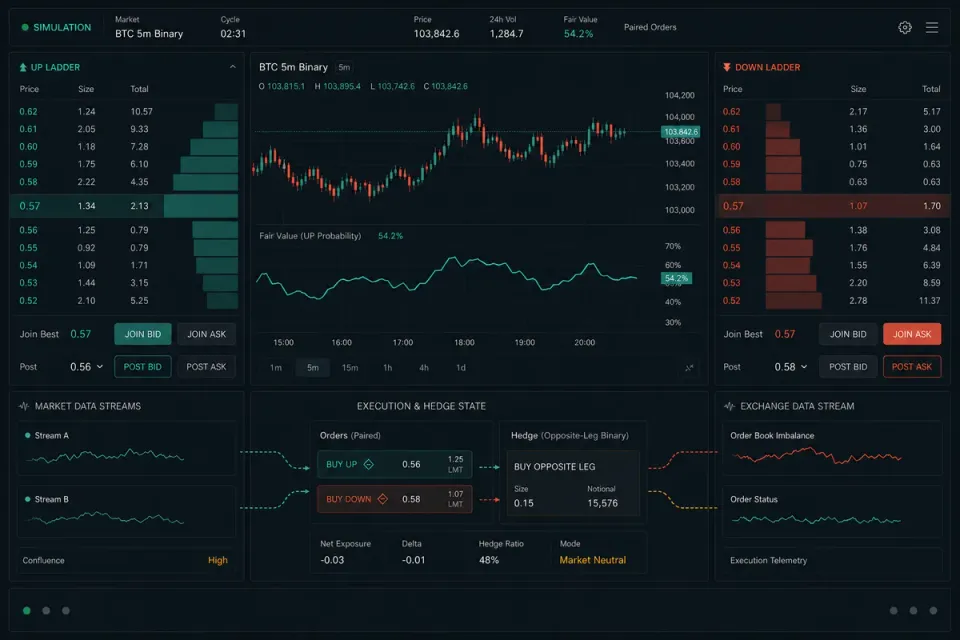 SIMULATION
Market
BTC 5m Binary
Cycle
02:31
Price
103,842.6
24h Vol
1,284.7
Fair Value
54.2%
Paired Orders
UP LADDER
Price Size Total
0.62 1.24 10.57
0.61 2.05 9.33
0.60 1.18 7.28
0.59 1.75 6.10
0.58 2.22 4.35
0.57 1.34 2.13
0.56 1.25 0.79
0.55 0.92 0.79
0.54 1.09 1.71
0.53 1.44 3.15
0.52 2.10 5.25
Join Best 0.57 JOIN BID JOIN ASK
Post 0.56 POST BID POST ASK
BTC 5m Binary 5m
O 103,815.1 H 103,895.4 L 103,742.6 C 103,842.6
104,200
104,000
103,842.6
103,600
103,400
103,200
103,000
Fair Value (UP Probability) 54.2%
70%
60%
54.2%
40%
30%
15:00 16:00 17:00 18:00 19:00 20:00
1m 5m 15m 1h 4h 1d
DOWN LADDER
Price Size Total
0.62 2.17 5.17
0.61 1.36 3.00
0.60 1.01 1.64
0.59 0.75 0.63
0.58 0.63 0.63
0.57 1.07 1.70
0.56 1.38 3.08
0.55 1.76 4.84
0.54 1.55 6.39
0.53 2.20 8.59
0.52 2.78 11.37
Join Best 0.57 JOIN BID JOIN ASK
Post 0.58 POST BID POST ASK
MARKET DATA STREAMS
Stream A
Stream B
Confluence High
EXECUTION & HEDGE STATE
Orders (Paired)
BUY UP 0.56 1.25 LMT
BUY DOWN 0.58 1.07 LMT
Hedge (Opposite-Leg Binary)
BUY OPPOSITE LEG
Size Notional
0.15 15,576
Net Exposure Delta Hedge Ratio Mode
-0.03 -0.01 48% Market Neutral
EXCHANGE DATA STREAM
Order Book Imbalance
Order Status
Execution Telemetry